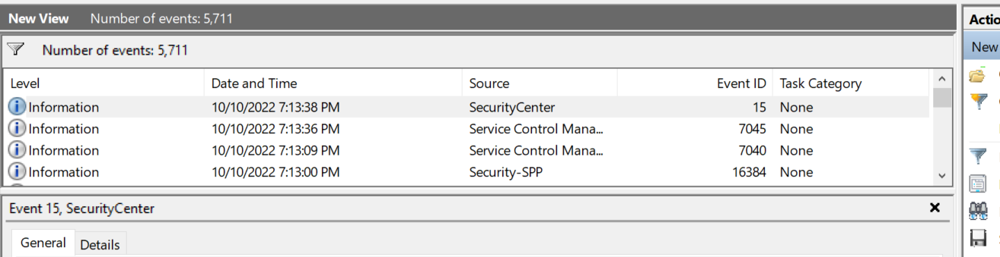 New View Number of events: 5,711
Actio
Number of events: 5,711
New
Level Date and Time Source Event ID Task Category
Information 10/10/2022 7:13:38 PM SecurityCenter 15 None
Information 10/10/2022 7:13:36 PM Service Control Mana... 7045 None
Information 10/10/2022 7:13:09 PM Service Control Mana... 7040 None
Information 10/10/2022 7:13:00 PM Security-SPP 16384 None
Event 15, SecurityCenter
General Details